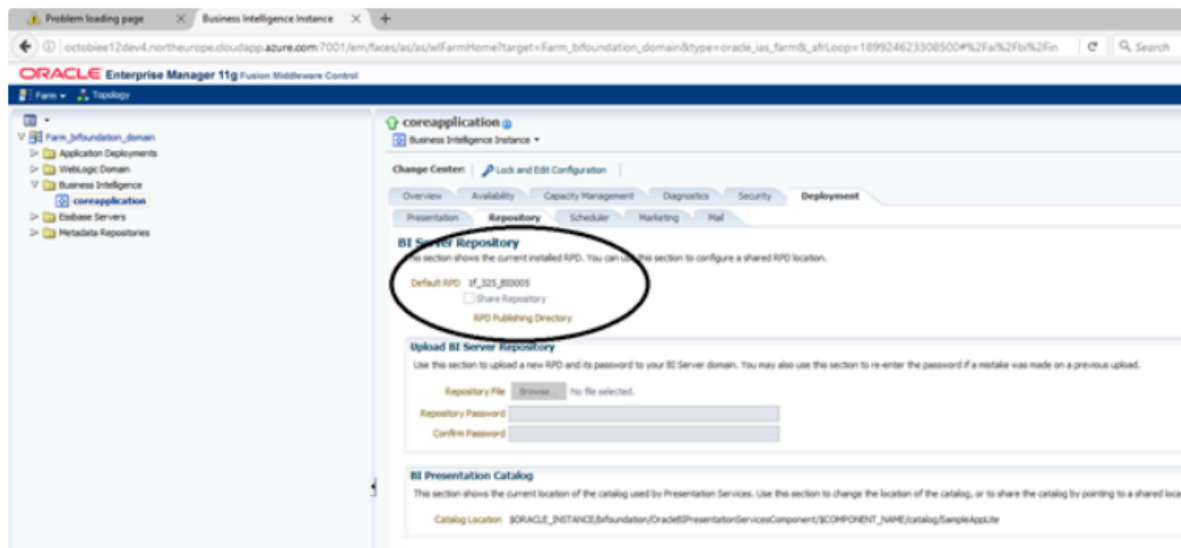 Problem loading page
Business Intelligence Instance
octobiee12dev4.northeurope.cloudapp.azure.com:7001/em/faces/as/as/wlFarmHome?target=Farm_bifoundation_domain&type=oracle_ias_farm&_afrLoop=189924623308500#%2Fai%2Fbi%2Fin
Search
ORACLE Enterprise Manager 11g Fusion Middleware Control
Farm Topology
Farm_bifoundation_domain
Application Deployments
WebLogic Domain
Business Intelligence
coreapplication
Essbase Servers
Metadata Repositories
coreapplication
Business Intelligence Instance
Change Center: Lock and Edit Configuration
Overview Availability Capacity Management Diagnostics Security Deployment
Presentation Repository Scheduler Marketing Mail
BI Server Repository
This section shows the current installed RPD. You can use this section to configure a shared RPD location.
Default RPD 1f_325_BI0005
Share Repository
RPD Publishing Directory
Upload BI Server Repository
Use this section to upload a new RPD and its password to your BI Server domain. You may also use this section to re-enter the password if a mistake was made on a previous upload.
Repository File Browse... No file selected.
Repository Password
Confirm Password
BI Presentation Catalog
This section shows the current location of the catalog used by Presentation Services. Use this section to change the location of the catalog, or to share the catalog by pointing to a shared loca
Catalog Location $ORACLE_INSTANCE/bifoundation/OracleBIPresentationServicesComponent/$COMPONENT_NAME/catalog/SampleAppLite